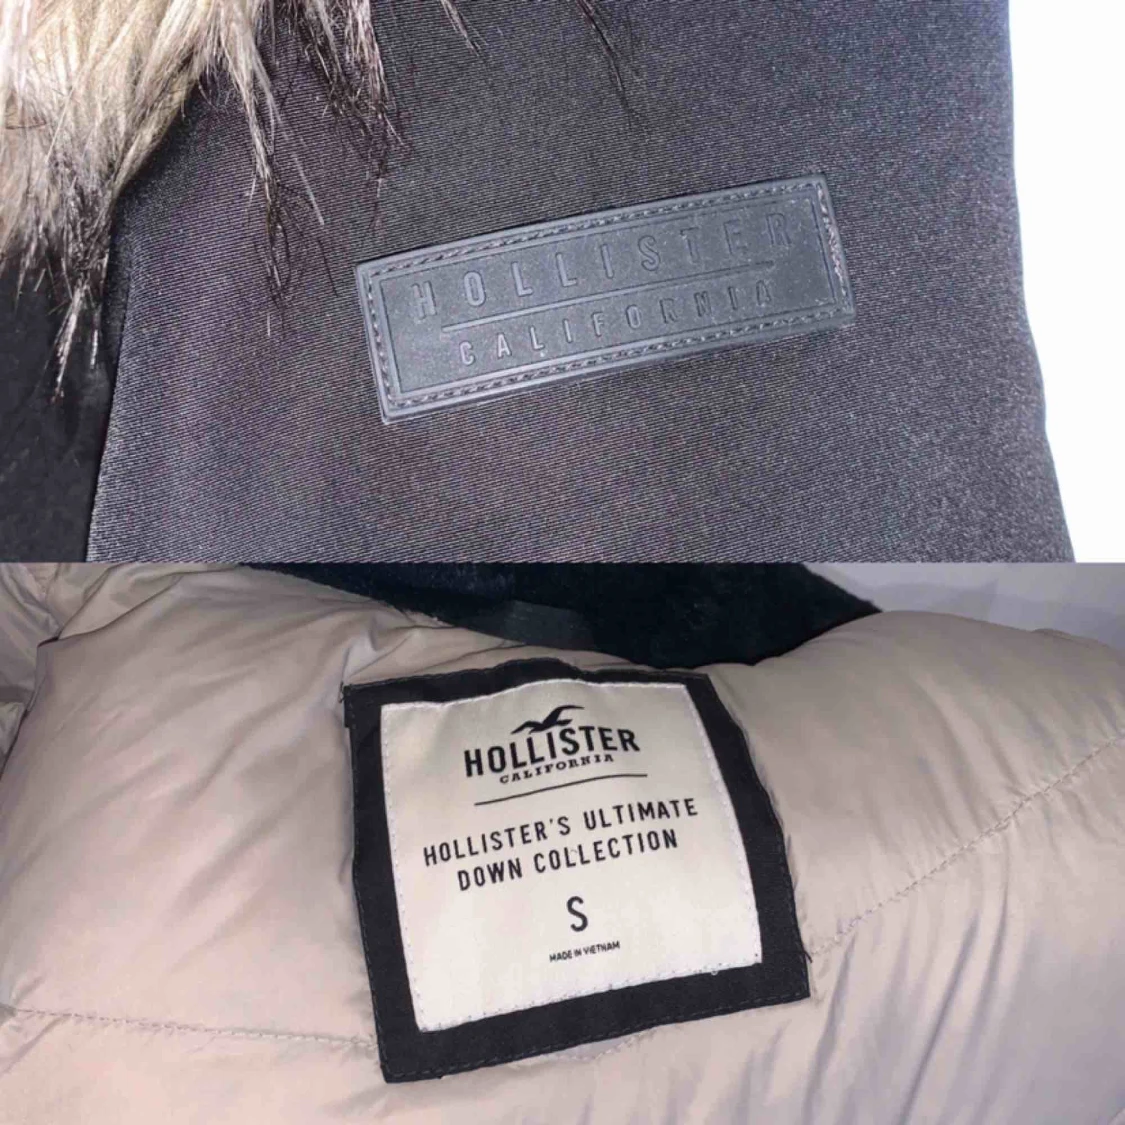 HOLLISTER
CALIFORNIA
HOLLISTER
CALIFORNIA
HOLLISTER'S ULTIMATE
DOWN COLLECTION
S
MADE IN VIETNAM